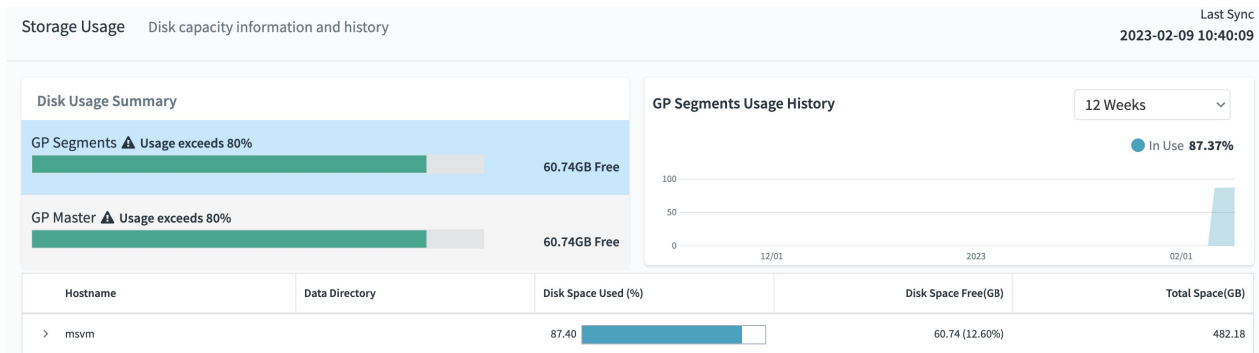 Storage Usage Disk capacity information and history
Last Sync
2023-02-09 10:40:09
Disk Usage Summary
GP Segments Usage exceeds 80%
60.74GB Free
GP Master Usage exceeds 80%
60.74GB Free
GP Segments Usage History
12 Weeks
In Use 87.37%
100
50
0
12/01 2023 02/01
Hostname Data Directory Disk Space Used (%) Disk Space Free(GB) Total Space(GB)
msvm 87.40 60.74 (12.60%) 482.18